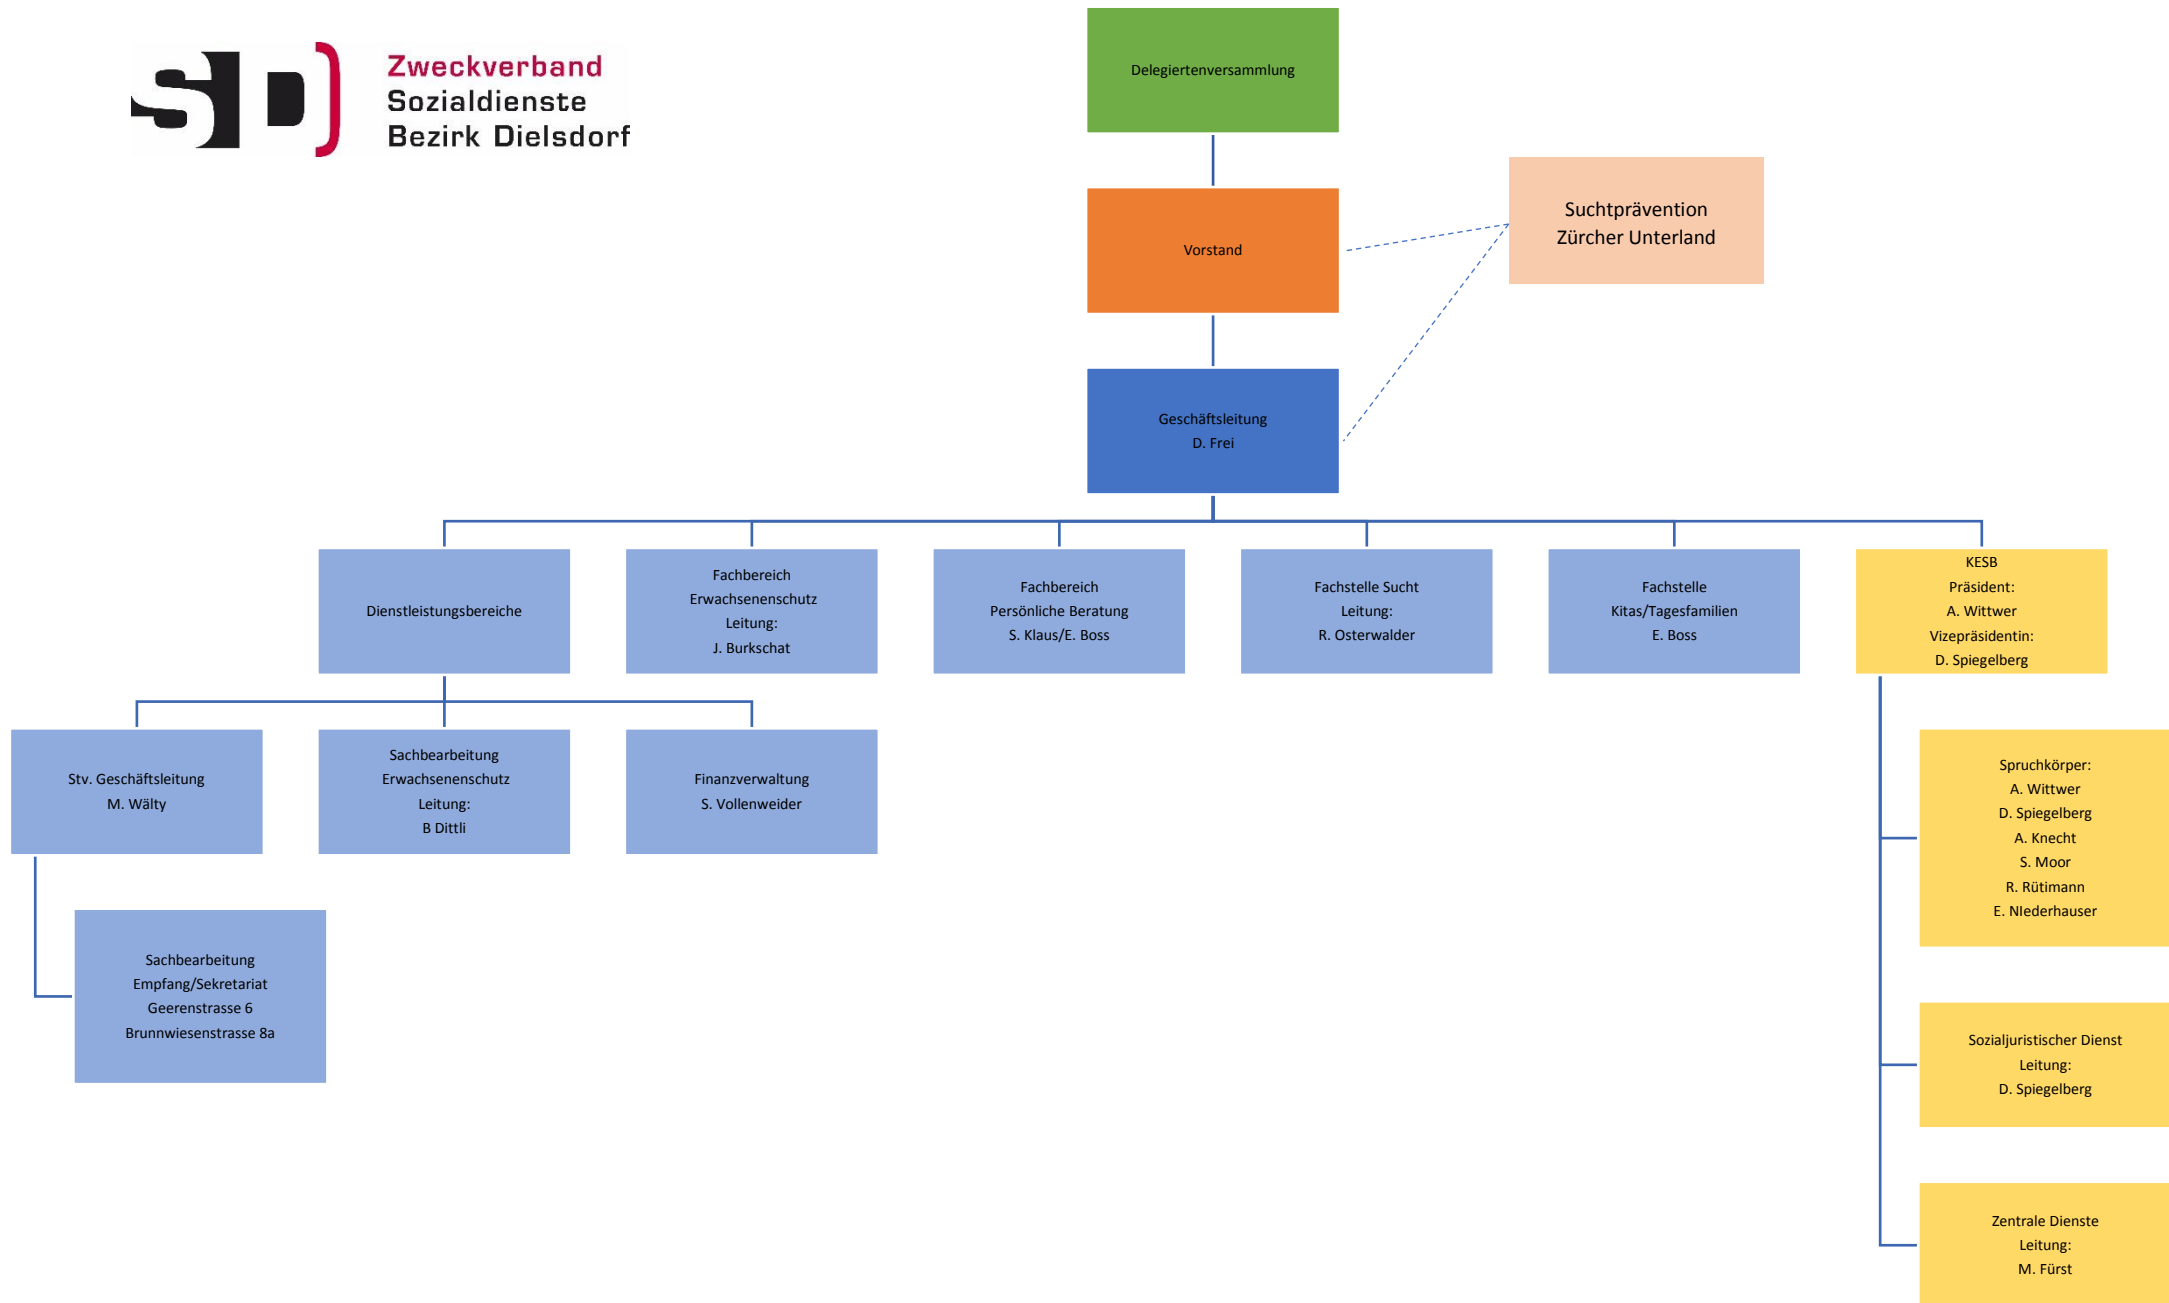 SD
Zweckverband
Sozialdienste
Bezirk Dielsdorf
Delegiertenversammlung
Suchtprävention
Zürcher Unterland
Vorstand
Geschäftsleitung
D. Frei
Dienstleistungsbereiche
Fachbereich
Erwachsenenschutz
Leitung:
J. Burkschat
Fachbereich
Persönliche Beratung
S. Klaus/E. Boss
Fachstelle Sucht
Leitung:
R. Osterwalder
Fachstelle
Kitas/Tagesfamilien
E. Boss
KESB
Präsident:
A. Wittwer
Vizepräsidentin:
D. Spiegelberg
Stv. Geschäftsleitung
M. Wälty
Sachbearbeitung
Erwachsenenschutz
Leitung:
B Dittli
Finanzverwaltung
S. Vollenweider
Spruchkörper:
A. Wittwer
D. Spiegelberg
A. Knecht
S. Moor
R. Rütimann
E. NIederhauser
Sachbearbeitung
Empfang/Sekretariat
Geerenstrasse 6
Brunnwiesenstrasse 8a
Sozialjuristischer Dienst
Leitung:
D. Spiegelberg
Zentrale Dienste
Leitung:
M. Fürst